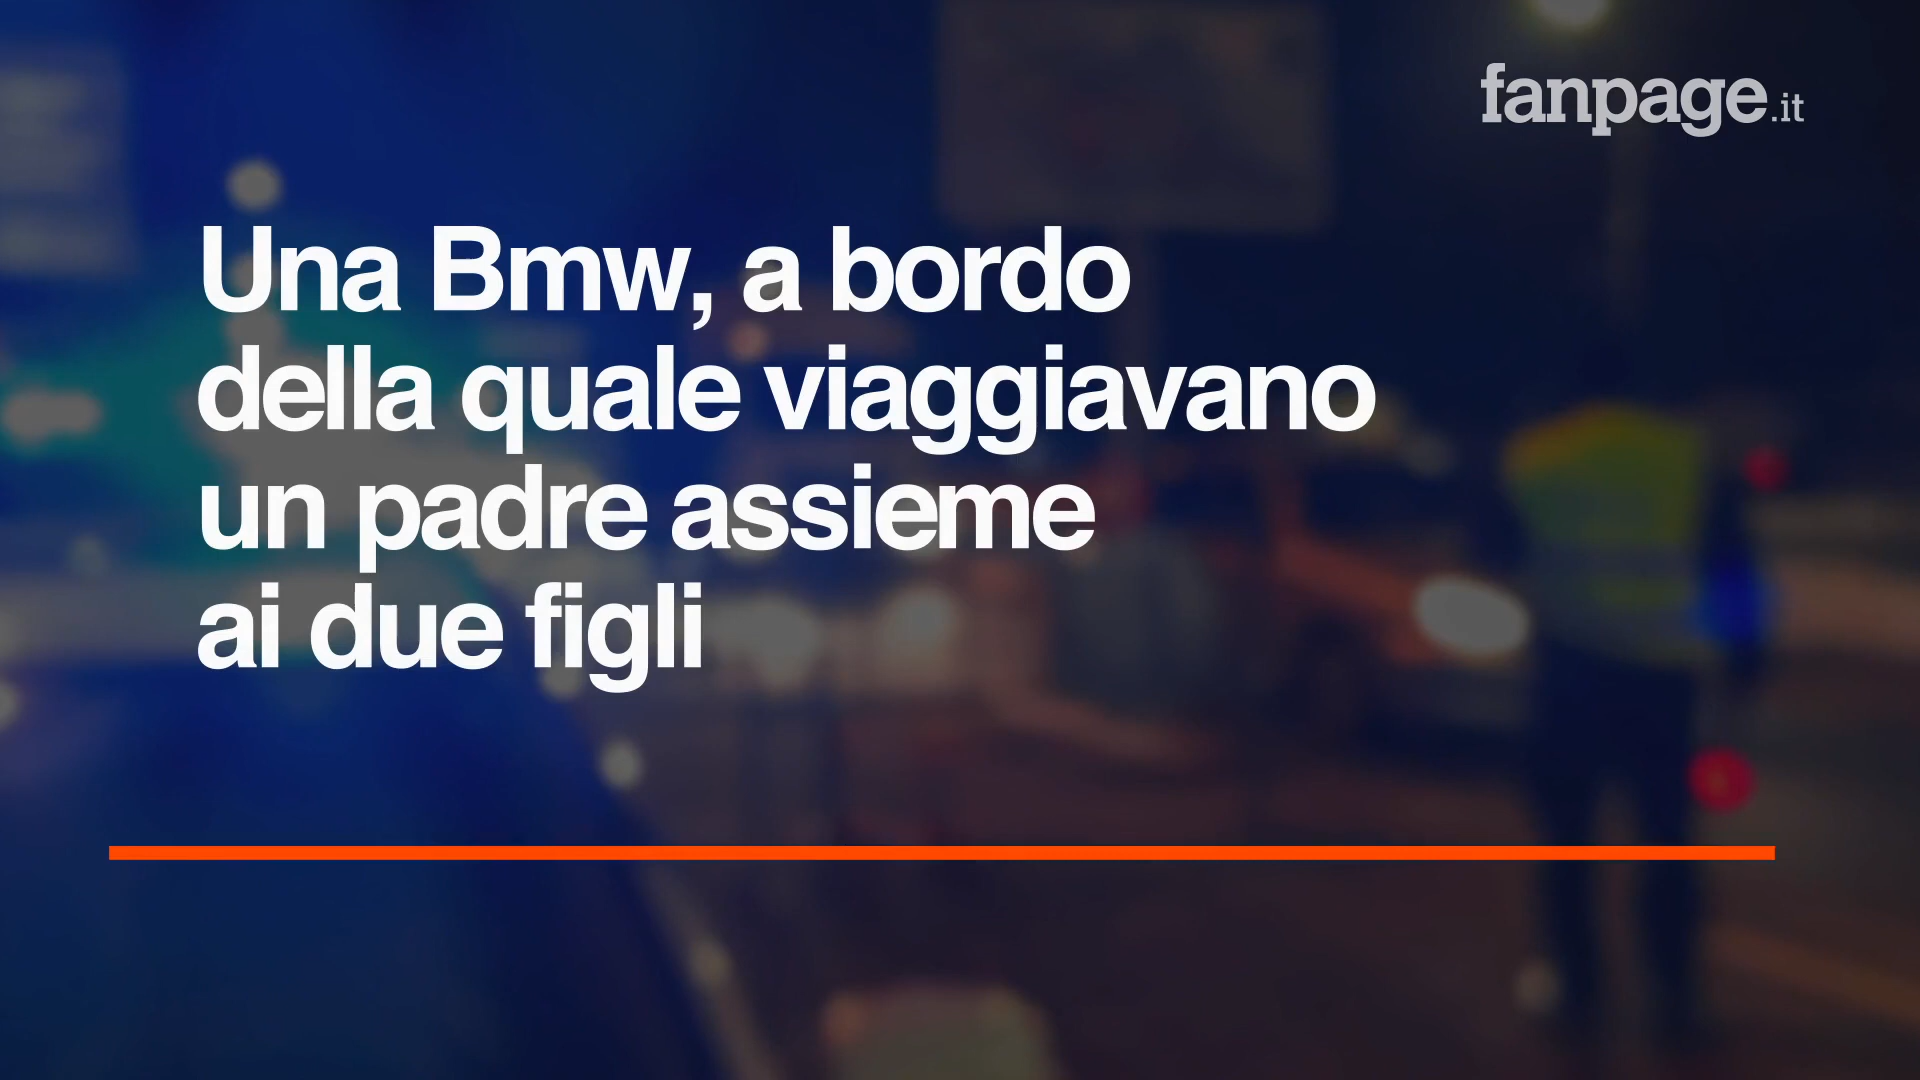 fanpage.it
Una Bmw, a bordo
della quale viaggiavano
un padre assieme
ai due figli